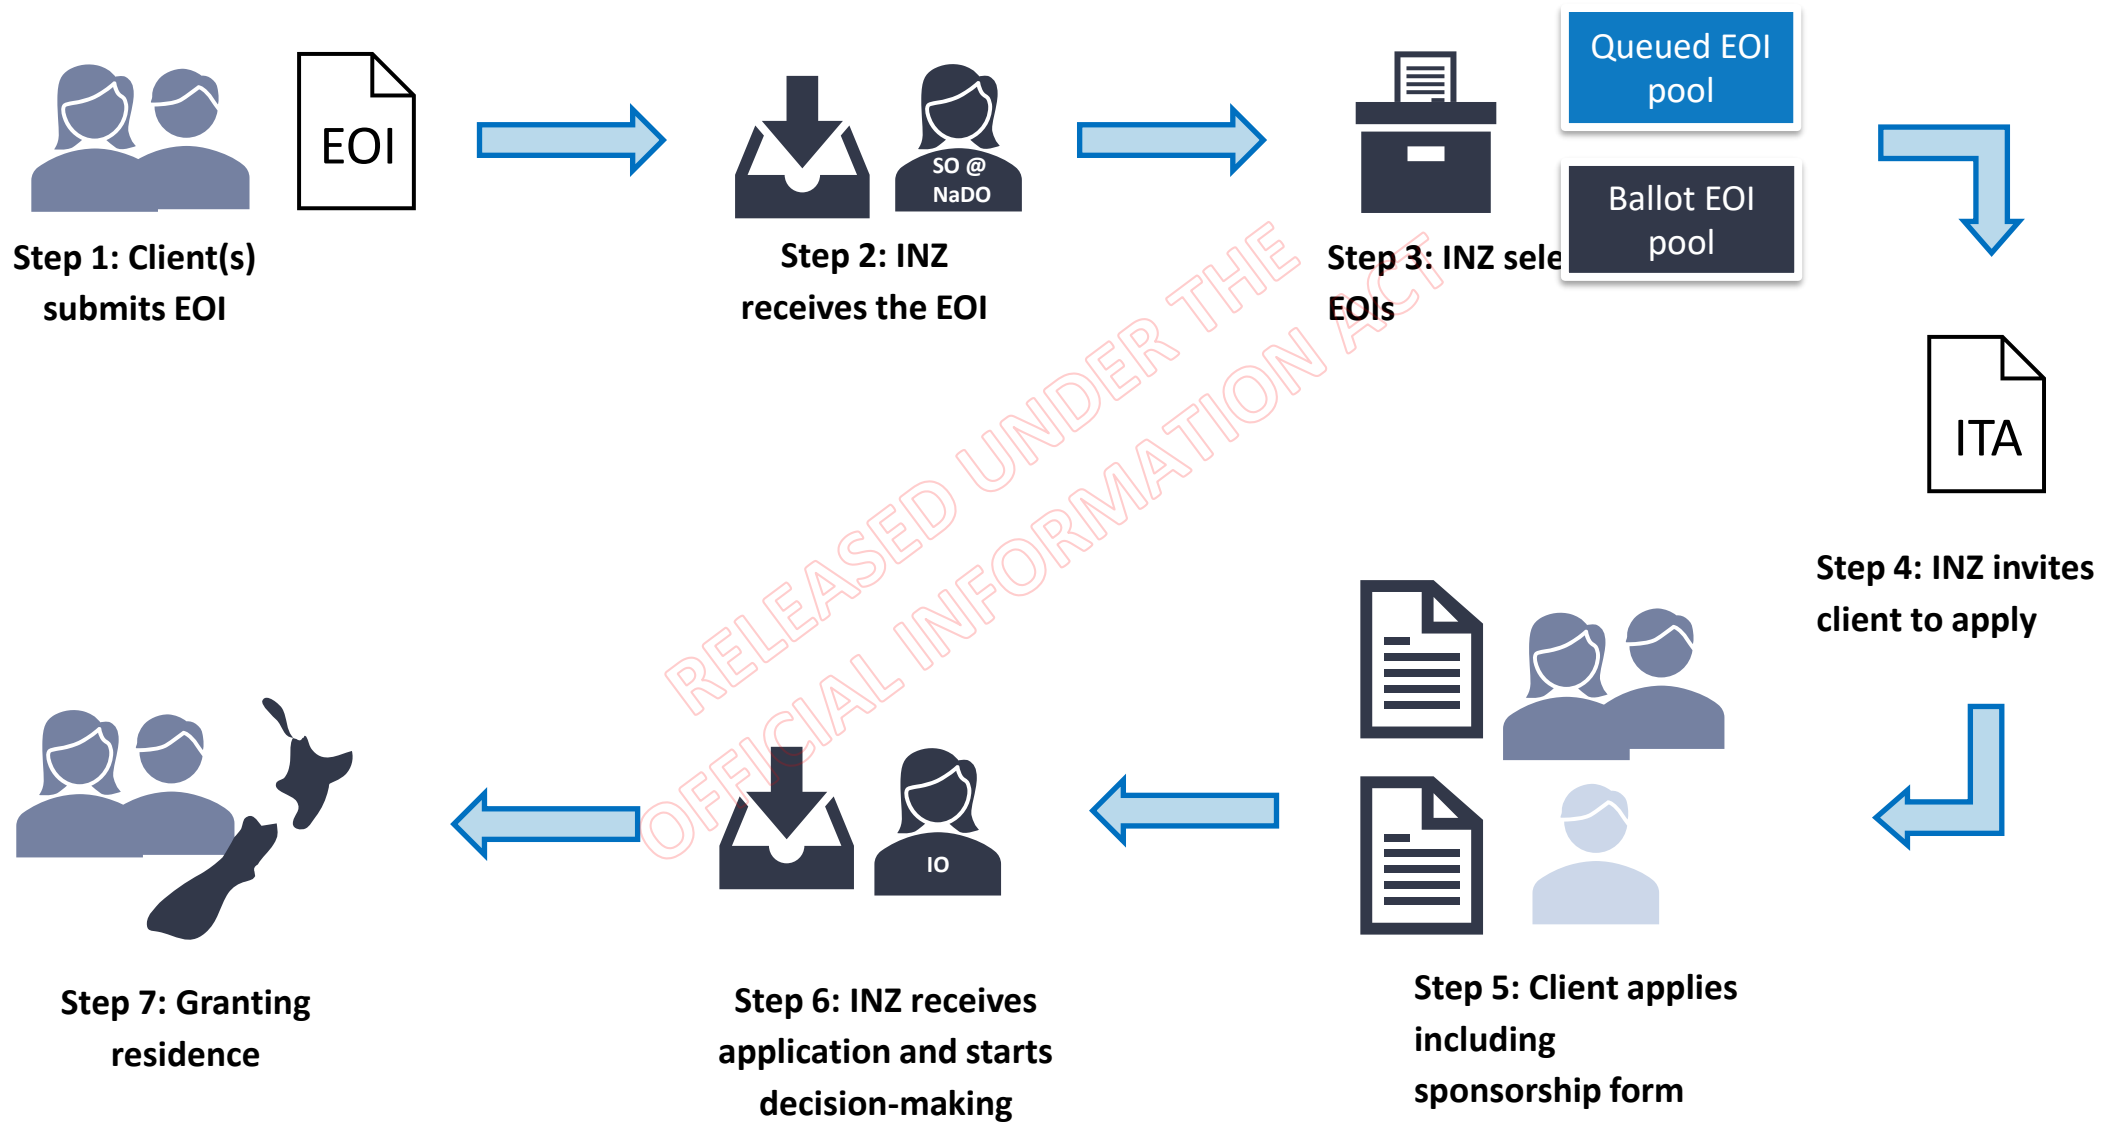 EOI
Step 1: Client(s)
submits EOI
SO @
NaDO
Step 2: INZ
receives the EOI
Queued EOI
pool
Ballot EOI
pool
Step 3: INZ sele
EOIs
ITA
Step 4: INZ invites
client to apply
Step 5: Client applies
including
sponsorship form
IO
Step 6: INZ receives
application and starts
decision-making
Step 7: Granting
residence
RELEASED UNDER THE
OFFICIAL INFORMATION ACT